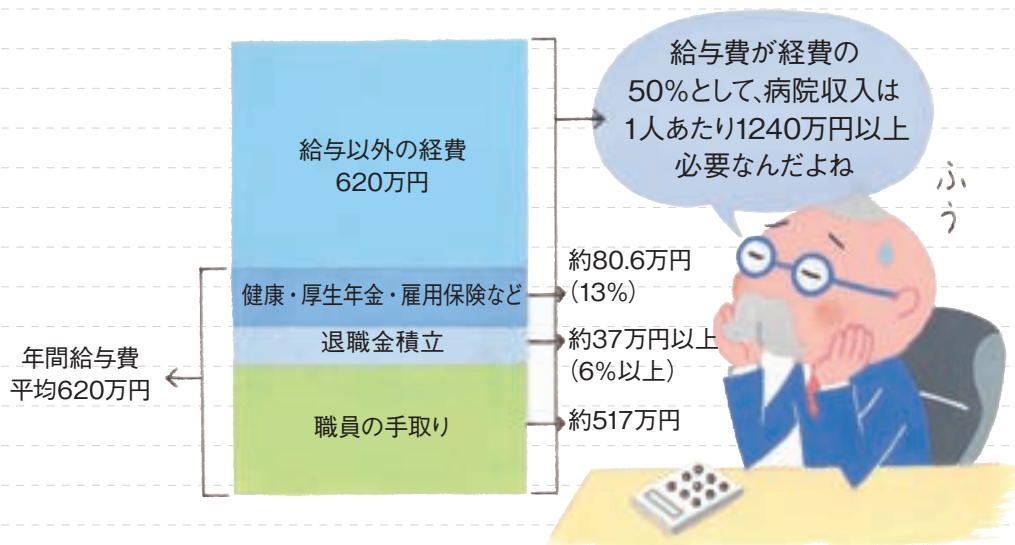 給与費が経費の
50%として、病院収入は
1人あたり1240万円以上
必要なんだよね
ふぅ
給与以外の経費
620万円
健康・厚生年金・雇用保険など
約80.6万円
(13%)
退職金積立
約37万円以上
(6%以上)
年間給与費
平均620万円
職員の手取り
約517万円